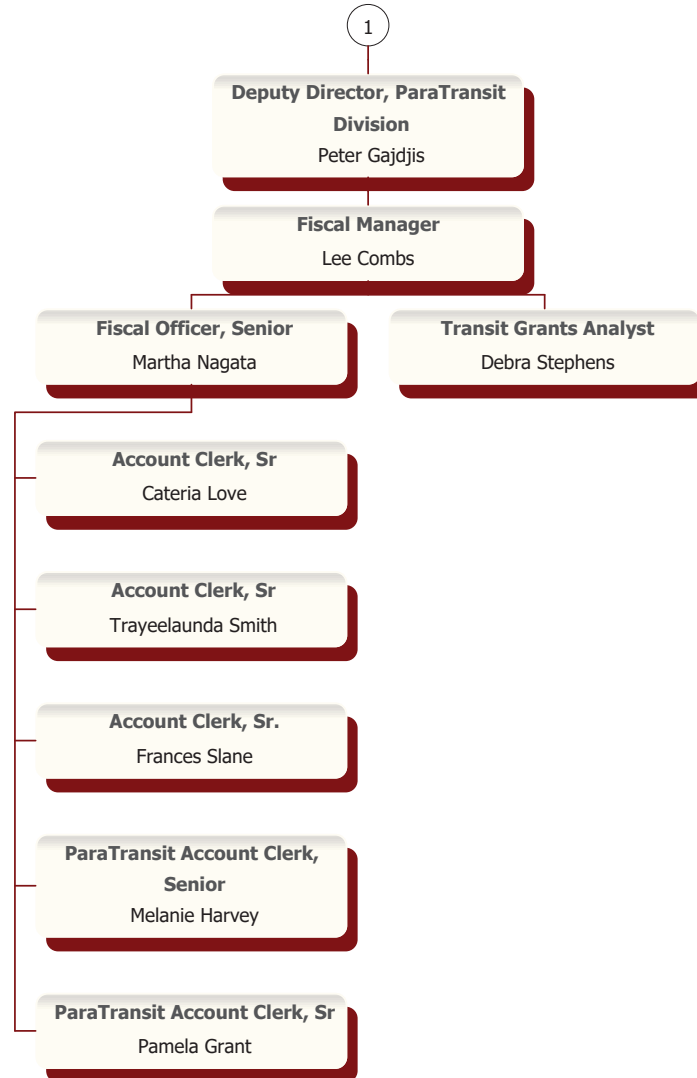 1
Deputy Director, ParaTransit
Division
Peter Gajdjis
Fiscal Manager
Lee Combs
Fiscal Officer, Senior
Martha Nagata
Transit Grants Analyst
Debra Stephens
Account Clerk, Sr
Cateria Love
Account Clerk, Sr
Trayeelaunda Smith
Account Clerk, Sr.
Frances Slane
ParaTransit Account Clerk,
Senior
Melanie Harvey
ParaTransit Account Clerk, Sr
Pamela Grant